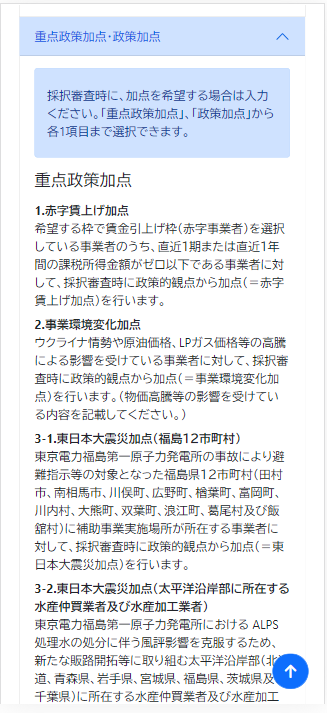 重点政策加点・政策加点
採択審査時に、加点を希望する場合は入力
ください。「重点政策加点」、「政策加点」から
各1項目まで選択できます。
重点政策加点
1.赤字賃上げ加点
希望する枠で賃金引上げ枠（赤字事業者）を選択
している事業者のうち、直近1期または直近1年
間の課税所得金額がゼロ以下である事業者に対
して、採択審査時に政策的観点から加点（＝赤字
賃上げ加点）を行います。
2.事業環境変化加点
ウクライナ情勢や原油価格、LPガス価格等の高騰
による影響を受けている事業者に対して、採択審
査時に政策的観点から加点（＝事業環境変化加
点）を行います。（物価高騰等の影響を受けてい
る内容を記載してください。）
3-1.東日本大震災加点（福島12市町村）
東京電力福島第一原子力発電所の事故により避
難指示等の対象となった福島県12市町村（田村
市、南相馬市、川俣町、広野町、楢葉町、富岡町、
川内村、大熊町、双葉町、浪江町、葛尾村及び飯
舘村）に補助事業実施場所が所在する事業者に
対して、採択審査時に政策的観点から加点（＝東
日本大震災加点）を行います。
3-2.東日本大震災加点（太平洋沿岸部に所在する
水産仲買業者及び水産加工業者）
東京電力福島第一原子力発電所における ALPS
処理水の処分に伴う風評影響を克服するため、
新たな販路開拓等に取り組む太平洋沿岸部（北
道、青森県、岩手県、宮城県、福島県、茨城県及
千葉県）に所在する水産仲買業者及び水産加工